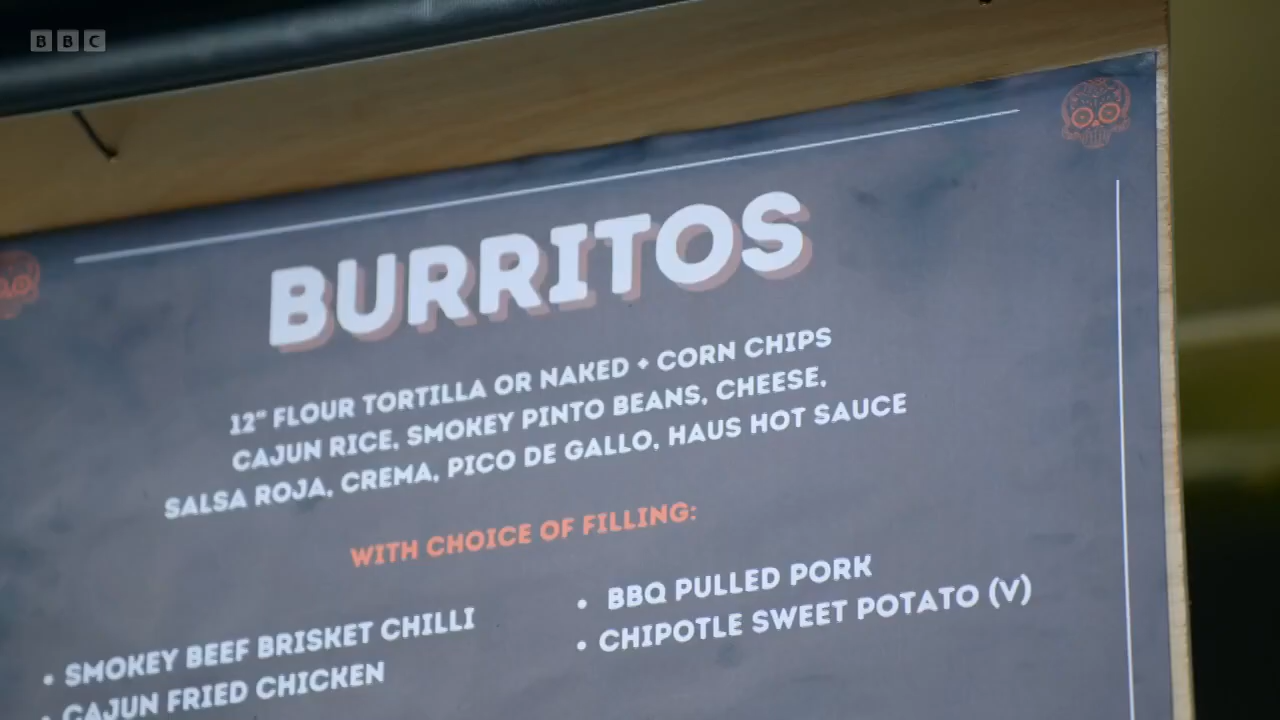 BBC
BURRITOS
12" FLOUR TORTILLA OR NAKED + CORN CHIPS
CAJUN RICE, SMOKEY PINTO BEANS, CHEESE,
SALSA ROJA, CREMA, PICO DE GALLO, HAUS HOT SAUCE
WITH CHOICE OF FILLING:
• SMOKEY BEEF BRISKET CHILLI
• CAJUN FRIED CHICKEN
• BBQ PULLED PORK
• CHIPOTLE SWEET POTATO (V)